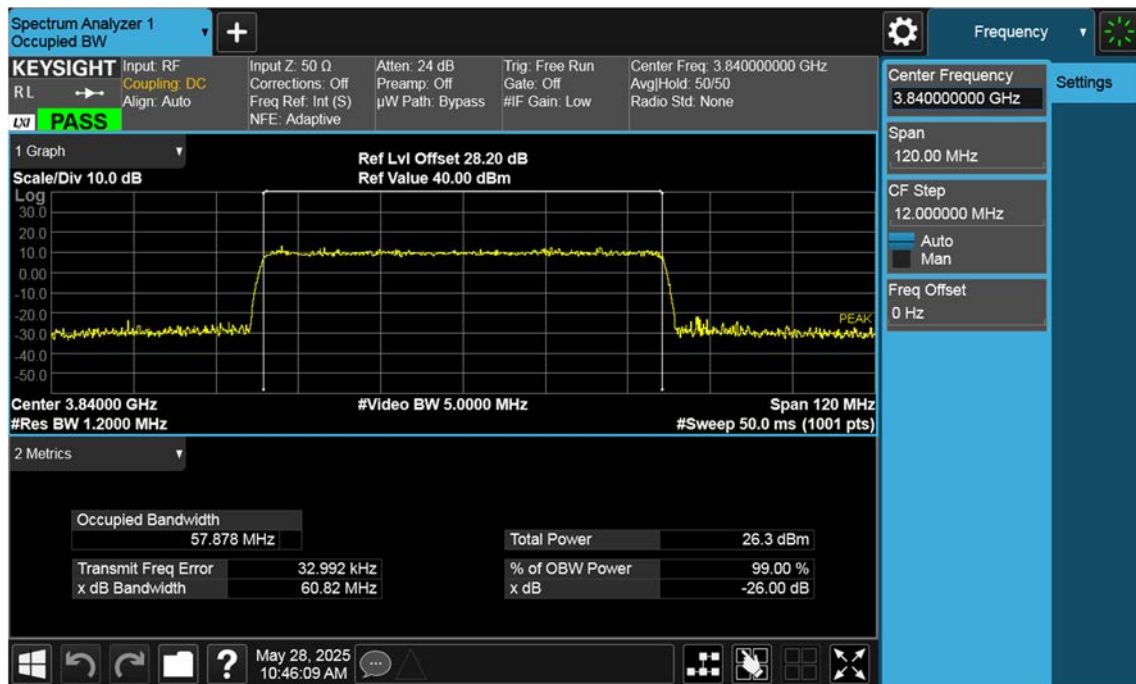 Spectrum Analyzer 1
Occupied BW
+
Frequency
KEYSIGHT
RL
LXI PASS
Input: RF
Coupling: DC
Align: Auto
Input Z: 50 Ω
Corrections: Off
Freq Ref: Int (S)
NFE: Adaptive
Atten: 24 dB
Preamp: Off
µW Path: Bypass
Trig: Free Run
Gate: Off
#IF Gain: Low
Center Freq: 3.840000000 GHz
Avg|Hold: 50/50
Radio Std: None
Center Frequency
3.840000000 GHz
Settings
Span
120.00 MHz
CF Step
12.000000 MHz
Auto
Man
Freq Offset
0 Hz
1 Graph
Scale/Div 10.0 dB
Ref Lvl Offset 28.20 dB
Ref Value 40.00 dBm
Log
30.0
20.0
10.0
0.00
-10.0
-20.0
-30.0
-40.0
-50.0
PEAK
Center 3.84000 GHz
#Video BW 5.0000 MHz
Span 120 MHz
#Res BW 1.2000 MHz
#Sweep 50.0 ms (1001 pts)
2 Metrics
Occupied Bandwidth
57.878 MHz
Total Power 26.3 dBm
Transmit Freq Error 32.992 kHz
% of OBW Power 99.00 %
x dB Bandwidth 60.82 MHz
x dB -26.00 dB
?
May 28, 2025
10:46:09 AM